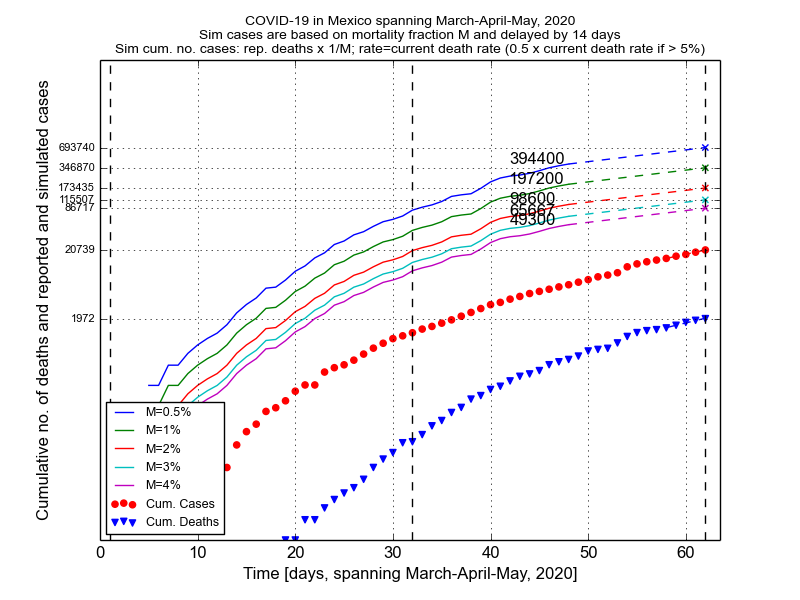 COVID-19 in Mexico spanning March-April-May, 2020
Sim cases are based on mortality fraction M and delayed by 14 days
Sim cum. no. cases: rep. deaths x 1/M; rate=current death rate (0.5 x current death rate if > 5%)
Cumulative no. of deaths and reported and simulated cases
693740
346870
173435
115507
86717
20739
1972
394400
197200
98600
65667
49300
M=0.5%
M=1%
M=2%
M=3%
M=4%
Cum. Cases
Cum. Deaths
0 10 20 30 40 50 60
Time [days, spanning March-April-May, 2020]